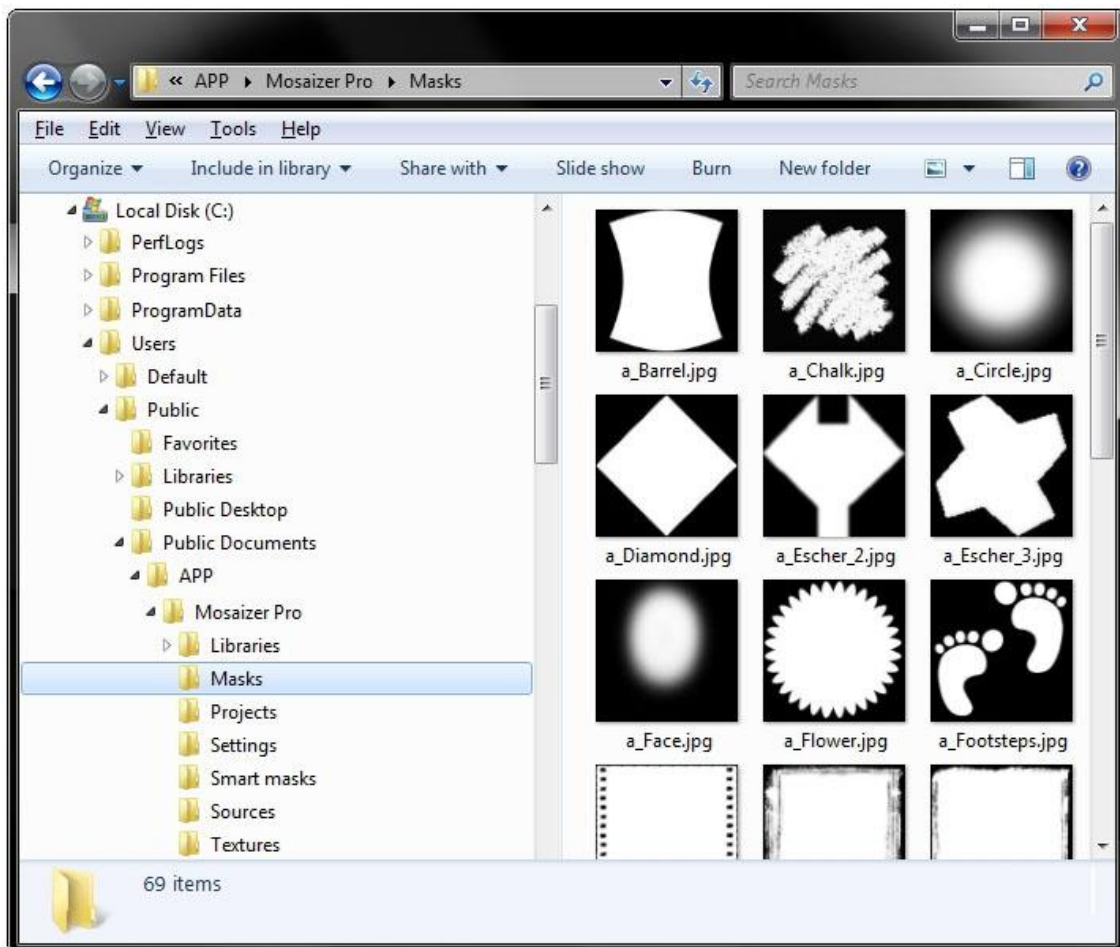 « APP ▸ Mosaizer Pro ▸ Masks
Search Masks
File Edit View Tools Help
Organize Include in library Share with Slide show Burn New folder
Local Disk (C:)
PerfLogs
Program Files
ProgramData
Users
Default
Public
Favorites
Libraries
Public Desktop
Public Documents
APP
Mosaizer Pro
Libraries
Masks
Projects
Settings
Smart masks
Sources
Textures
a_Barrel.jpg a_Chalk.jpg a_Circle.jpg
a_Diamond.jpg a_Escher_2.jpg a_Escher_3.jpg
a_Face.jpg a_Flower.jpg a_Footsteps.jpg
69 items